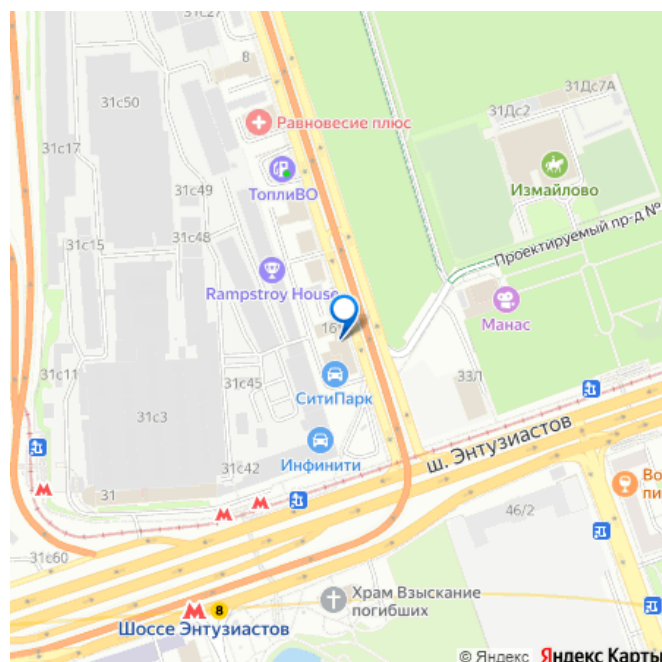 31с27
8
31с50
Равновесие плюс
31Дс7А
31Дс2
31с17
ТоплиВО
31с49
Измайлово
31с48
31с15
Проектируемый пр-д №
Rampstroy House
Манас
31с11
31с45
СитиПарк
33Л
31с3
ш. Энтузиастов
Инфинити
31с42
31
46/2
31с60
Храм Взыскание
погибших
8
Шоссе Энтузиастов
© Яндекс Яндекс Карты